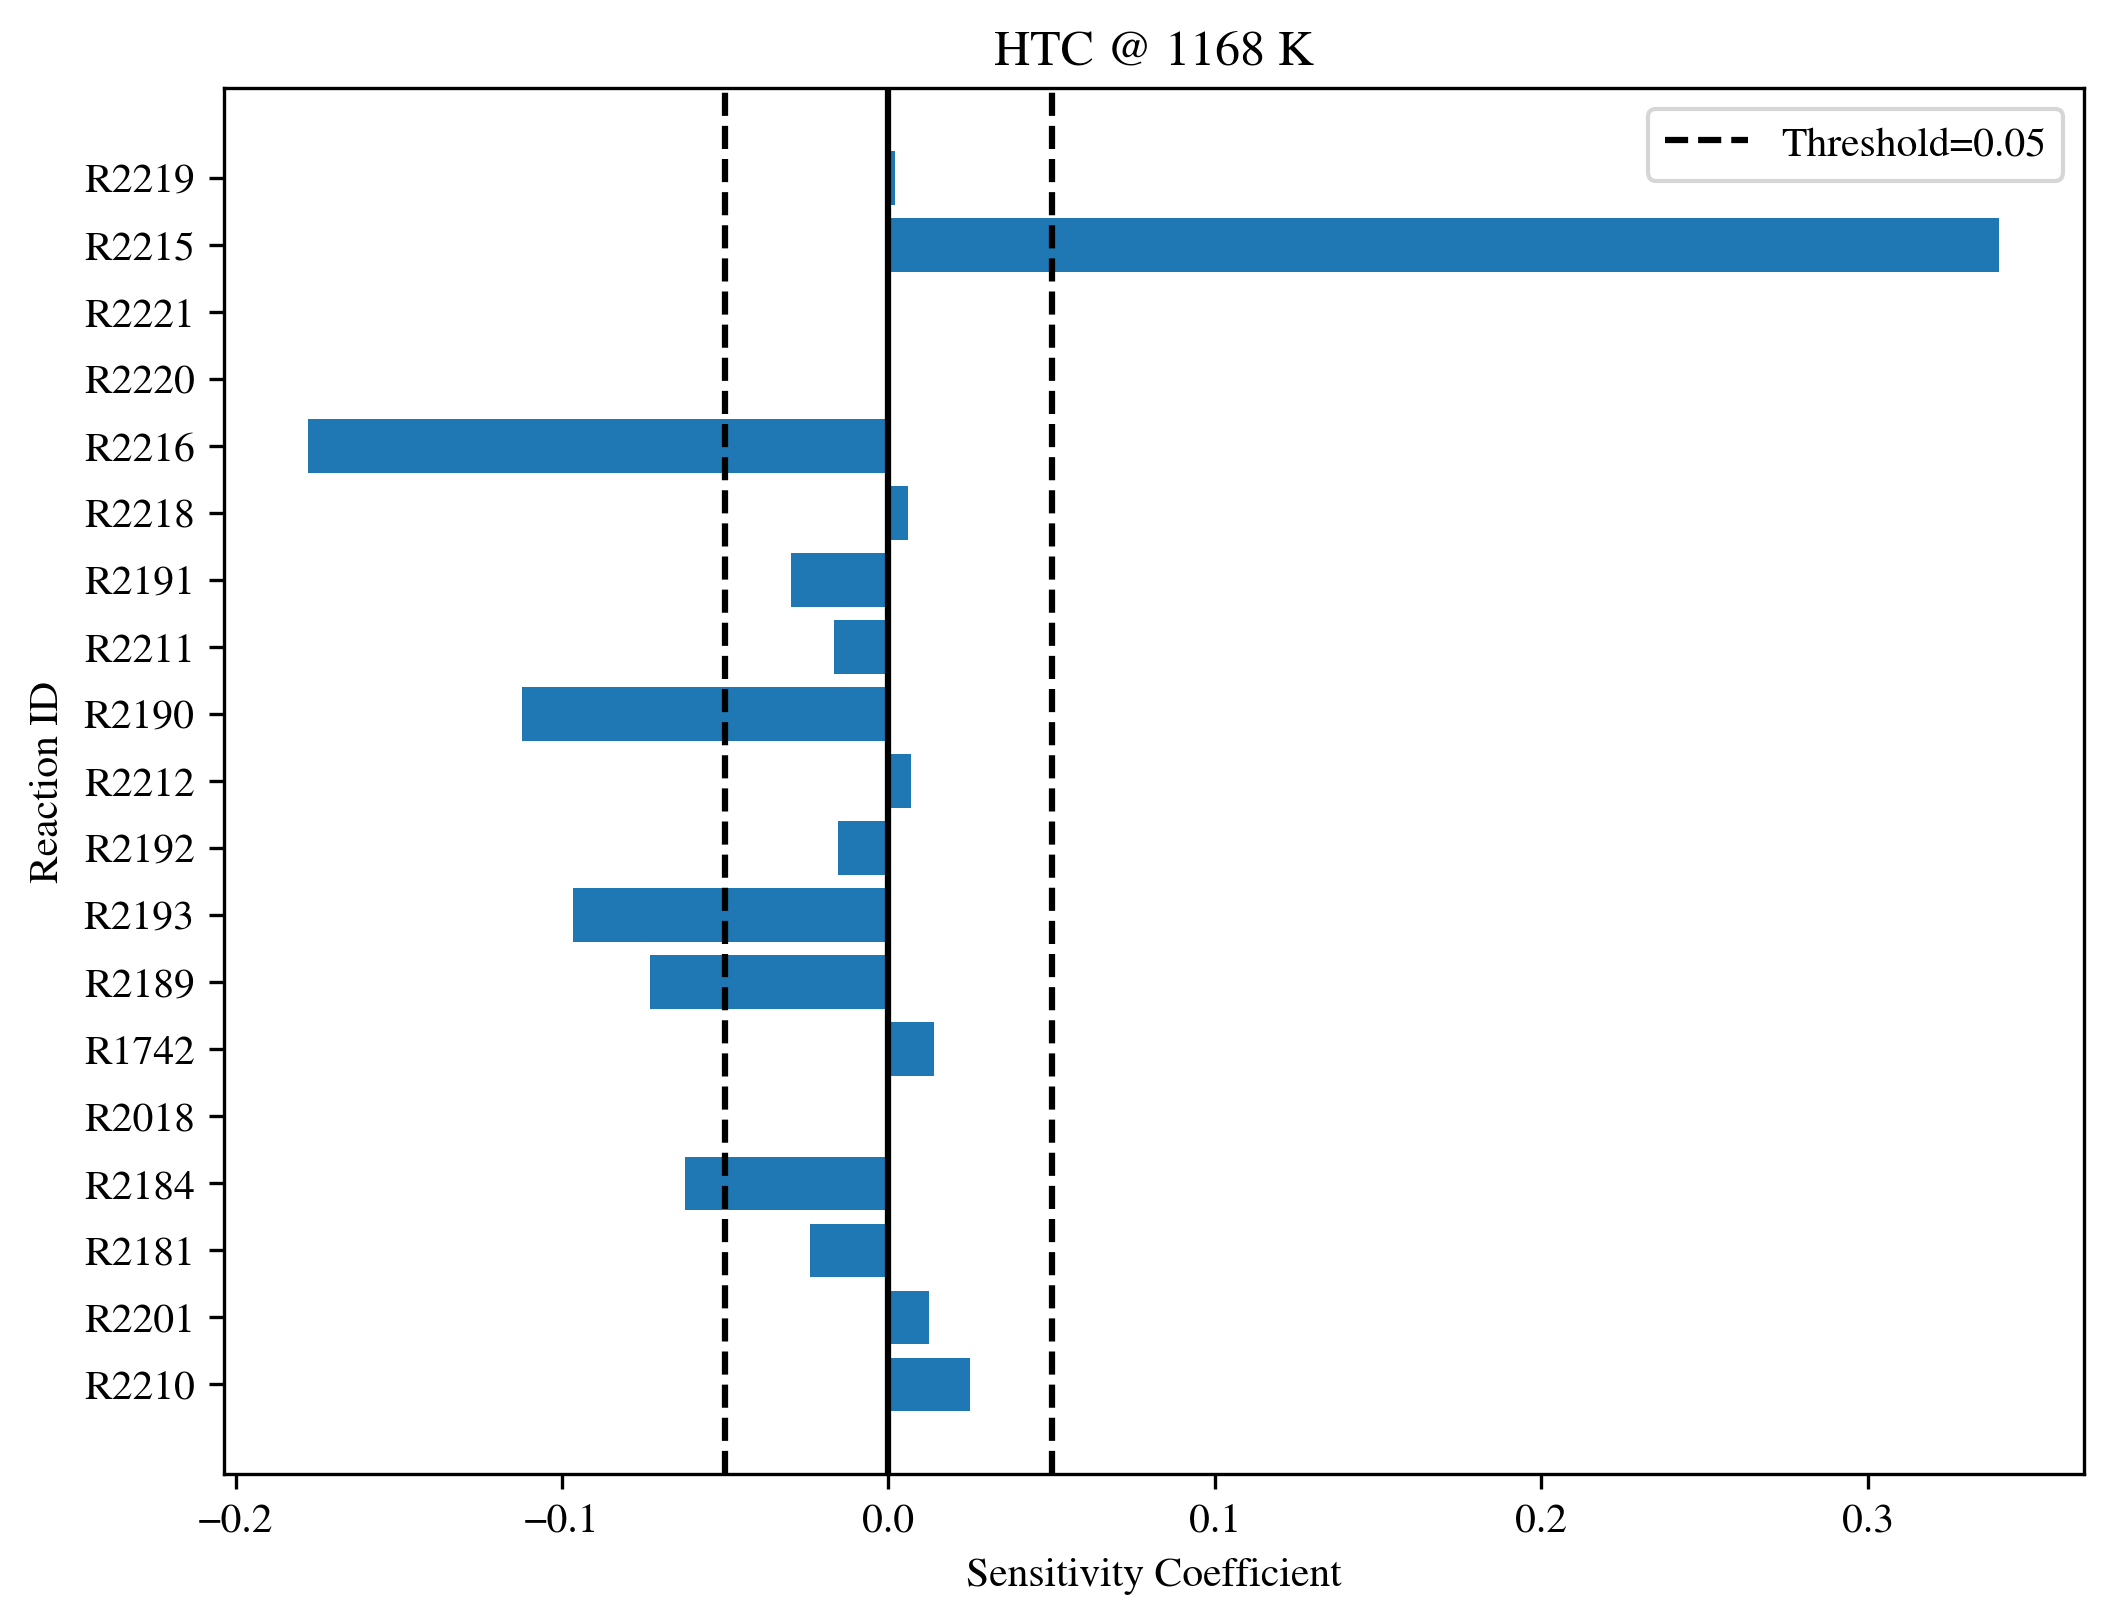 HTC @ 1168 K
Threshold=0.05
R2219
R2215
R2221
R2220
R2216
R2218
R2191
R2211
R2190
R2212
R2192
R2193
R2189
R1742
R2018
R2184
R2181
R2201
R2210
Reaction ID
−0.2 −0.1 0.0 0.1 0.2 0.3
Sensitivity Coefficient